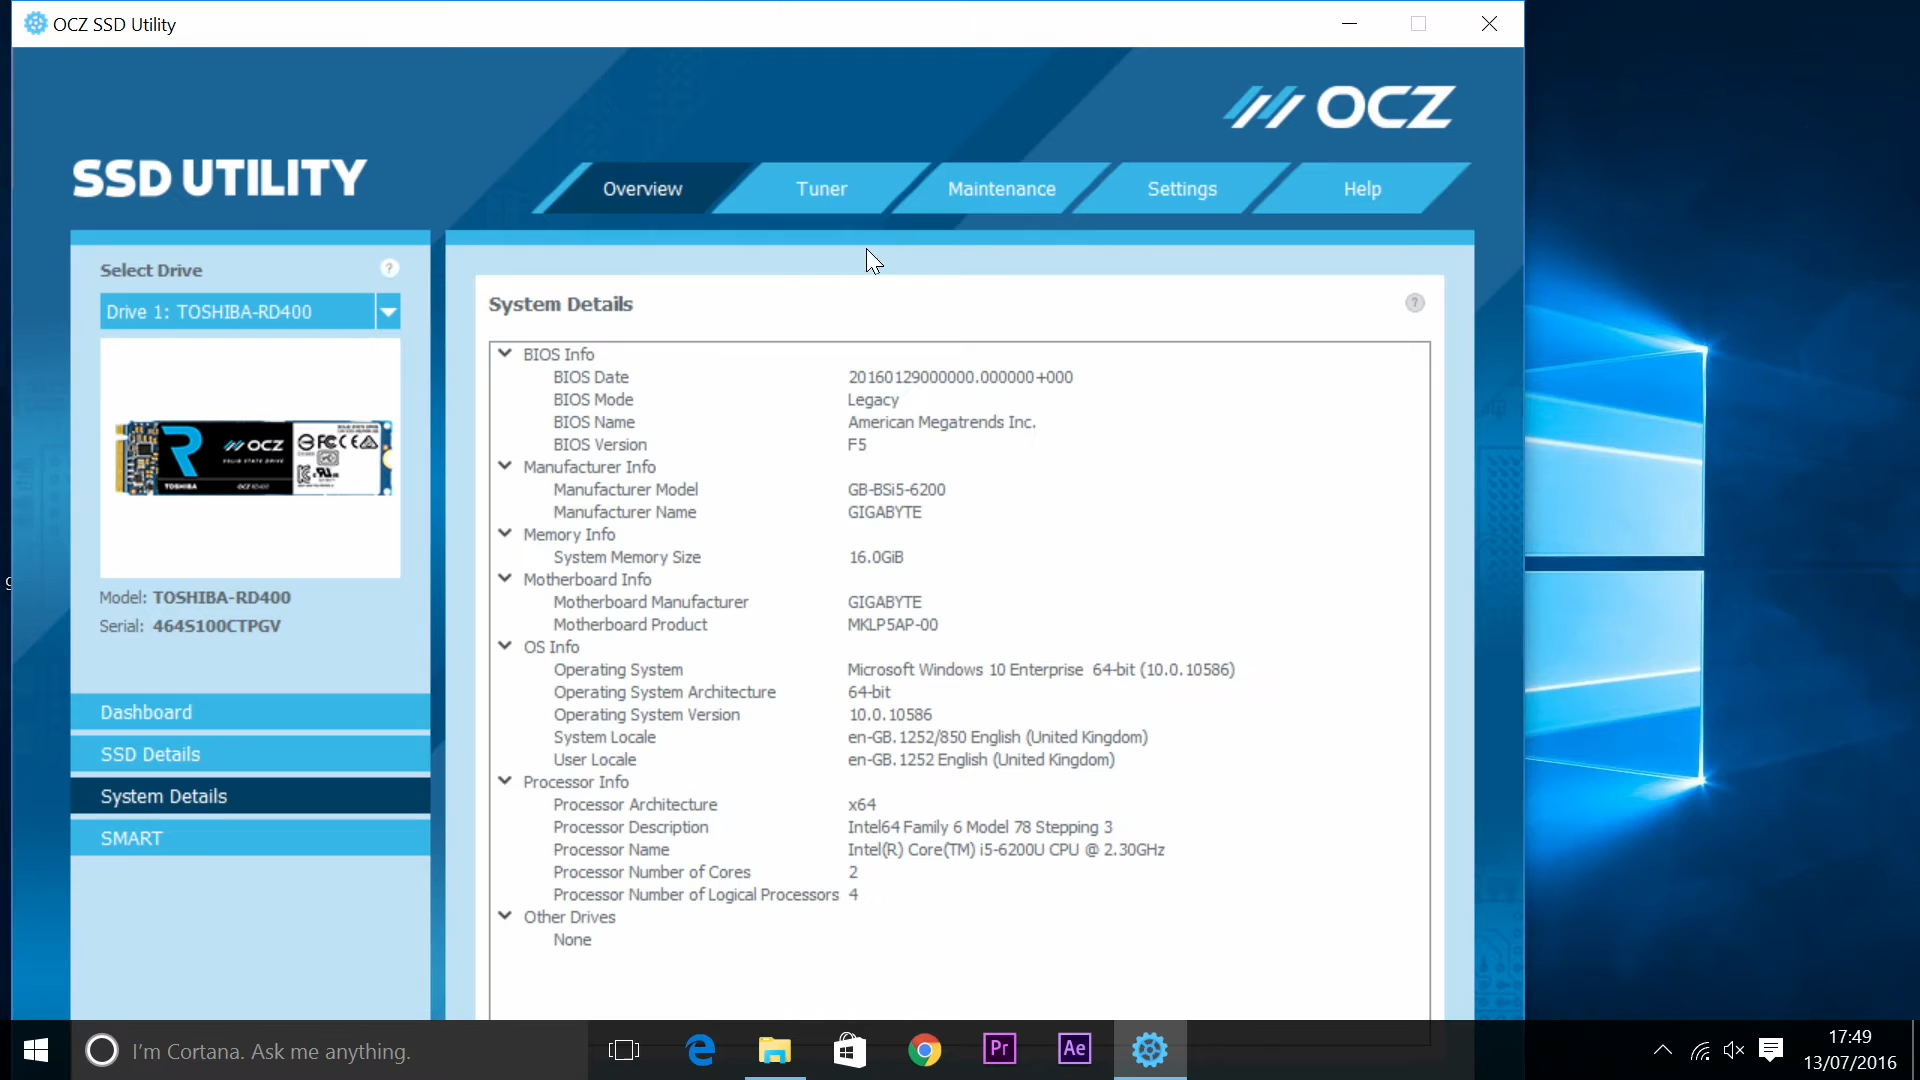 OCZ SSD Utility
OCZ
SSD UTILITY
Overview
Tuner
Maintenance
Settings
Help
Select Drive
?
Drive 1: TOSHIBA-RD400
OCZ
SOLID STATE DRIVE
TOSHIBA
OCZ RD400
Model: TOSHIBA-RD400
Serial: 464S100CTPGV
Dashboard
SSD Details
System Details
SMART
System Details
?
BIOS Info
BIOS Date 20160129000000.000000+000
BIOS Mode Legacy
BIOS Name American Megatrends Inc.
BIOS Version F5
Manufacturer Info
Manufacturer Model GB-BSi5-6200
Manufacturer Name GIGABYTE
Memory Info
System Memory Size 16.0GiB
Motherboard Info
Motherboard Manufacturer GIGABYTE
Motherboard Product MKLP5AP-00
OS Info
Operating System Microsoft Windows 10 Enterprise 64-bit (10.0.10586)
Operating System Architecture 64-bit
Operating System Version 10.0.10586
System Locale en-GB.1252/850 English (United Kingdom)
User Locale en-GB.1252 English (United Kingdom)
Processor Info
Processor Architecture x64
Processor Description Intel64 Family 6 Model 78 Stepping 3
Processor Name Intel(R) Core(TM) i5-6200U CPU @ 2.30GHz
Processor Number of Cores 2
Processor Number of Logical Processors 4
Other Drives
None
I'm Cortana. Ask me anything.
Pr
Ae
17:49
13/07/2016